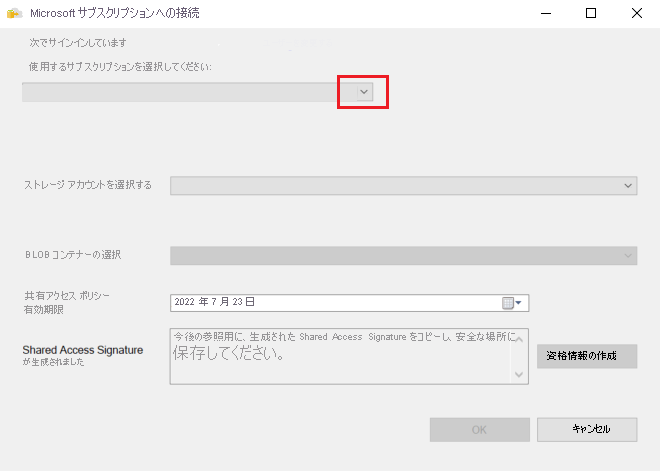 Microsoft サブスクリプションへの接続
次でサインインしています
使用するサブスクリプションを選択してください:
ストレージ アカウントを選択する
BLOB コンテナーの選択
共有アクセス ポリシー
有効期限
2022 年 7 月 23日
Shared Access Signature
が生成されました
今後の参照用に、生成された Shared Access Signature をコピーし、安全な場所に
保存してください。
資格情報の作成
OK
キャンセル